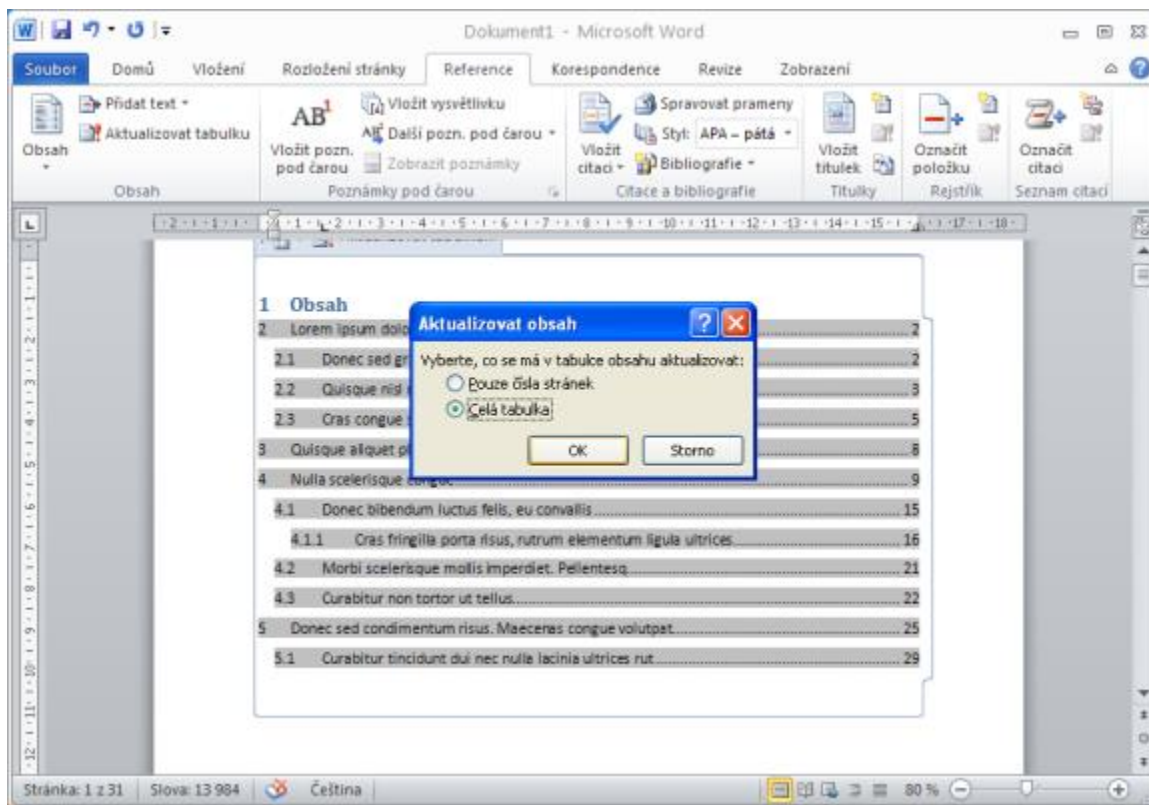 Dokument1 - Microsoft Word
Soubor Domů Vložení Rozložení stránky Reference Korespondence Revize Zobrazení
Obsah
Přidat text
Aktualizovat tabulku
Obsah
AB1
Vložit pozn. pod čarou
Vložit vysvětlivku
Další pozn. pod čarou
Zobrazit poznámky
Poznámky pod čarou
Vložit citaci
Spravovat prameny
Styl: APA – pátá
Bibliografie
Citace a bibliografie
Vložit titulek
Titulky
Označit položku
Rejstřík
Označit citaci
Seznam citací
1 Obsah
2 Lorem ipsum dolo 2
2.1 Donec sed gr 2
2.2 Quisque nisl 3
2.3 Cras congue 5
3 Quisque aliquet p 8
4 Nulla scelerisque 9
4.1 Donec bibendum luctus felis, eu convallis 15
4.1.1 Cras fringilla porta risus, rutrum elementum ligula ultrices 16
4.2 Morbi scelerisque mollis imperdiet. Pellentesq 21
4.3 Curabitur non tortor ut tellus 22
5 Donec sed condimentum risus. Maecenas congue volutpat 25
5.1 Curabitur tincidunt dui nec nulla lacinia ultrices rut 29
Aktualizovat obsah
Vyberte, co se má v tabulce obsahu aktualizovat:
Pouze čísla stránek
Celá tabulka
OK Storno
Stránka: 1 z 31 Slova: 13 984 Čeština 80 %